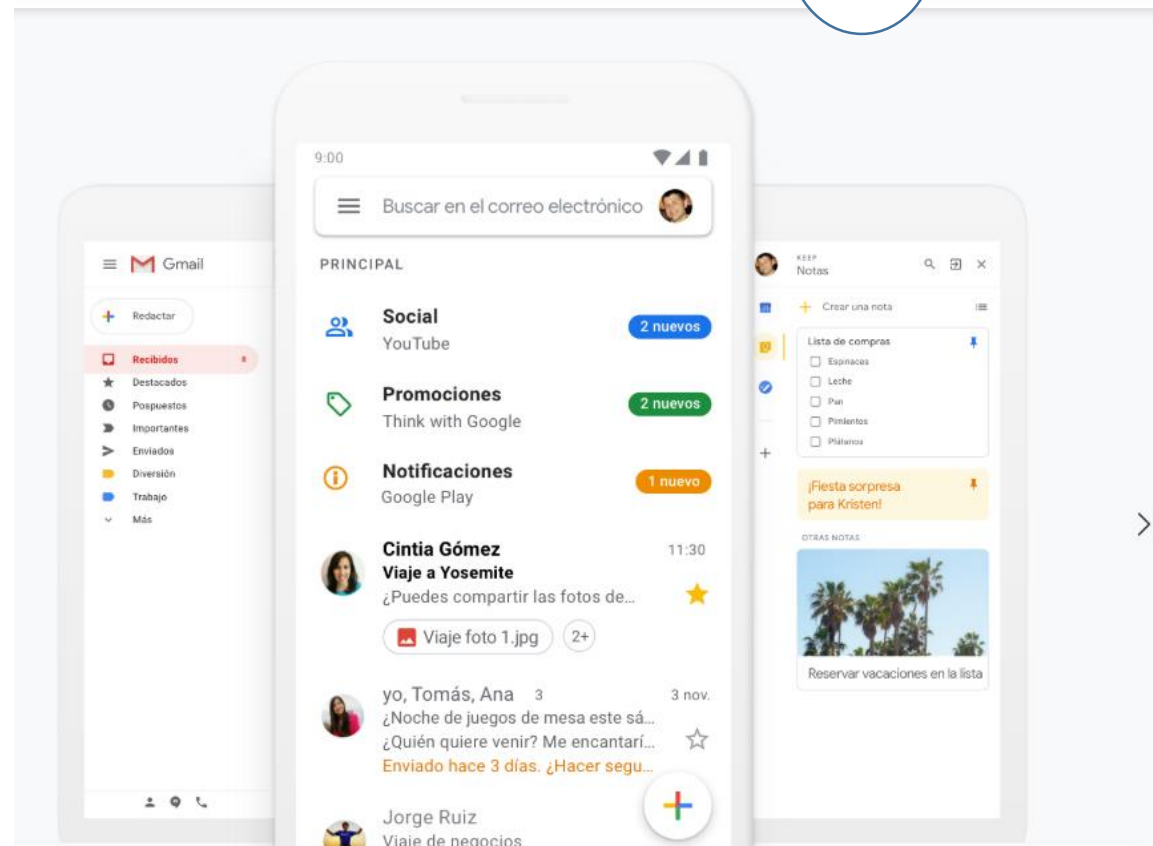 9:00
Buscar en el correo electrónico
PRINCIPAL
Social
2 nuevos
YouTube
Promociones
2 nuevos
Think with Google
Notificaciones
1 nuevo
Google Play
Cintia Gómez
11:30
Viaje a Yosemite
¿Puedes compartir las fotos de...
Viaje foto 1.jpg
2+
yo, Tomás, Ana 3
3 nov.
¿Noche de juegos de mesa este sá...
¿Quién quiere venir? Me encantarí...
Enviado hace 3 días. ¿Hacer segu...
Jorge Ruiz
Viaje de negocios
Gmail
Redactar
Recibidos
Destacados
Pospuestos
Importantes
Enviados
Diversión
Trabajo
Más
KEEP
Notas
Crear una nota
Lista de compras
Espinacas
Leche
Pan
Pimientos
Plátanos
¡Fiesta sorpresa
para Kristen!
OTRAS NOTAS
Reservar vacaciones en la lista